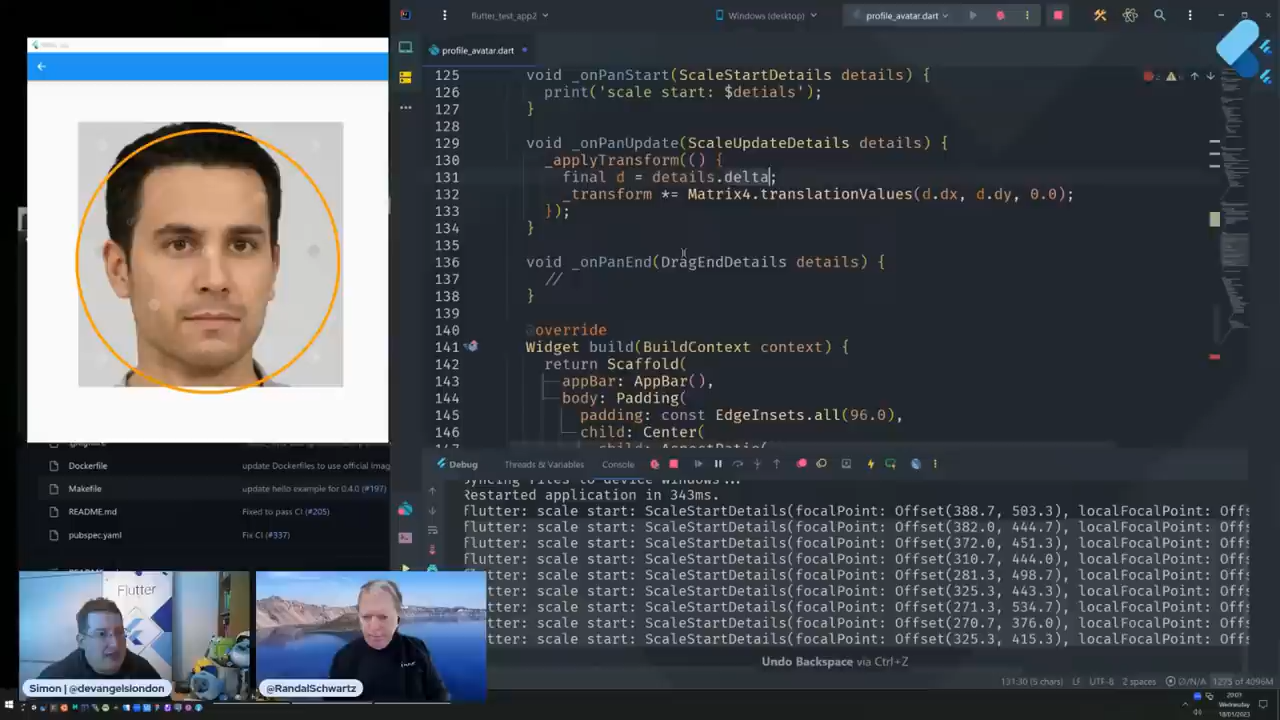 flutter_test_app2
Windows (desktop)
profile_avatar.dart
profile_avatar.dart
125 void _onPanStart(ScaleStartDetails details) {
126 print('scale start: $detials');
127 }
128
129 void _onPanUpdate(ScaleUpdateDetails details) {
130 _applyTransform(() {
131 final d = details.delta;
132 _transform *= Matrix4.translationValues(d.dx, d.dy, 0.0);
133 });
134 }
135
136 void _onPanEnd(DragEndDetails details) {
137 //
138 }
139
140 @override
141 Widget build(BuildContext context) {
142 return Scaffold(
143 appBar: AppBar(),
144 body: Padding(
145 padding: const EdgeInsets.all(96.0),
146 child: Center(
Debug
Threads & Variables
Console
Restarted application in 343ms.
flutter: scale start: ScaleStartDetails(focalPoint: Offset(388.7, 503.3), localFocalPoint: Offs
flutter: scale start: ScaleStartDetails(focalPoint: Offset(382.0, 444.7), localFocalPoint: Offs
flutter: scale start: ScaleStartDetails(focalPoint: Offset(372.0, 451.3), localFocalPoint: Offs
flutter: scale start: ScaleStartDetails(focalPoint: Offset(310.7, 444.0), localFocalPoint: Offs
flutter: scale start: ScaleStartDetails(focalPoint: Offset(281.3, 498.7), localFocalPoint: Offs
flutter: scale start: ScaleStartDetails(focalPoint: Offset(325.3, 443.3), localFocalPoint: Offs
flutter: scale start: ScaleStartDetails(focalPoint: Offset(271.3, 534.7), localFocalPoint: Offs
flutter: scale start: ScaleStartDetails(focalPoint: Offset(270.7, 376.0), localFocalPoint: Offs
flutter: scale start: ScaleStartDetails(focalPoint: Offset(325.3, 415.3), localFocalPoint: Offs
Undo Backspace via Ctrl+Z
131:30 (5 chars) LF UTF-8 2 spaces N/A 1275 of 4096M
Dockerfile update Dockerfiles to use official imag
Makefile update hello example for 0.4.0 (#197)
README.md Fixed to pass CI (#205)
pubspec.yaml Fix CI (#337)
Flutter
Simon | @devangelslondon
@RandalSchwartz
20:03
Wednesday
18/01/2023